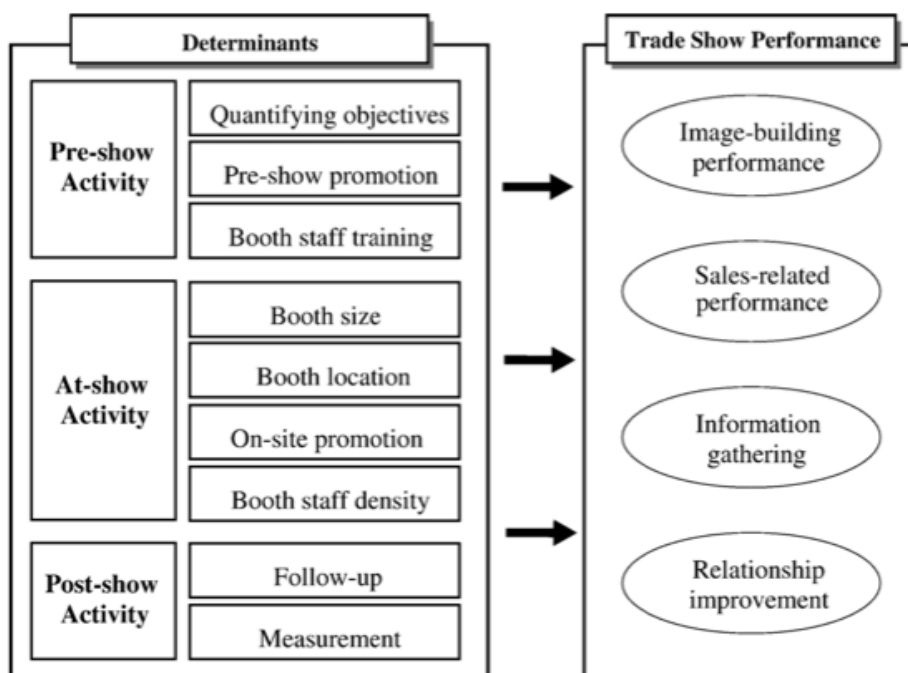 Determinants
Pre-show
Activity
Quantifying objectives
Pre-show promotion
Booth staff training
At-show
Activity
Booth size
Booth location
On-site promotion
Booth staff density
Post-show
Activity
Follow-up
Measurement
Trade Show Performance
Image-building
performance
Sales-related
performance
Information
gathering
Relationship
improvement